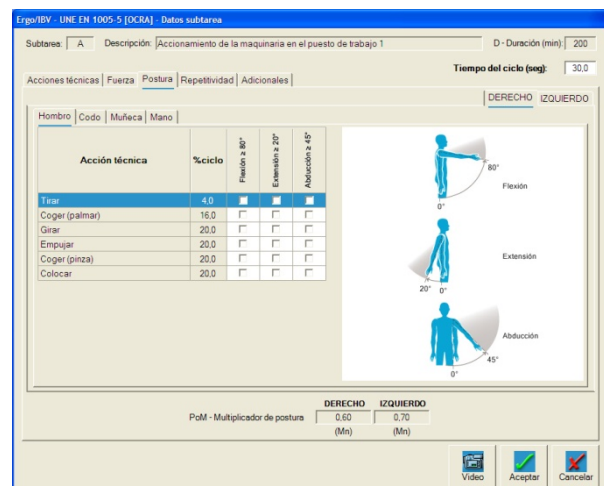 Ergo/IBV - UNE EN 1005-5 [OCRA] - Datos subtarea
Subtarea: A Descripción: Accionamiento de la maquinaria en el puesto de trabajo 1 D - Duración (min): 200
Tiempo del ciclo (seg): 30,0
Acciones técnicas Fuerza Postura Repetitividad Adicionales
DERECHO IZQUIERDO
Hombro Codo Muñeca Mano
Acción técnica %ciclo Flexión ≥ 80° Extensión ≥ 20° Abducción ≥ 45°
Tirar 4,0
Coger (palmar) 16,0
Girar 20,0
Empujar 20,0
Coger (pinza) 20,0
Colocar 20,0
80°
Flexión
0°
Extensión
20° 0°
Abducción
45°
0°
DERECHO IZQUIERDO
PoM - Multiplicador de postura 0,60 0,70
(Mn) (Mn)
Video Aceptar Cancelar